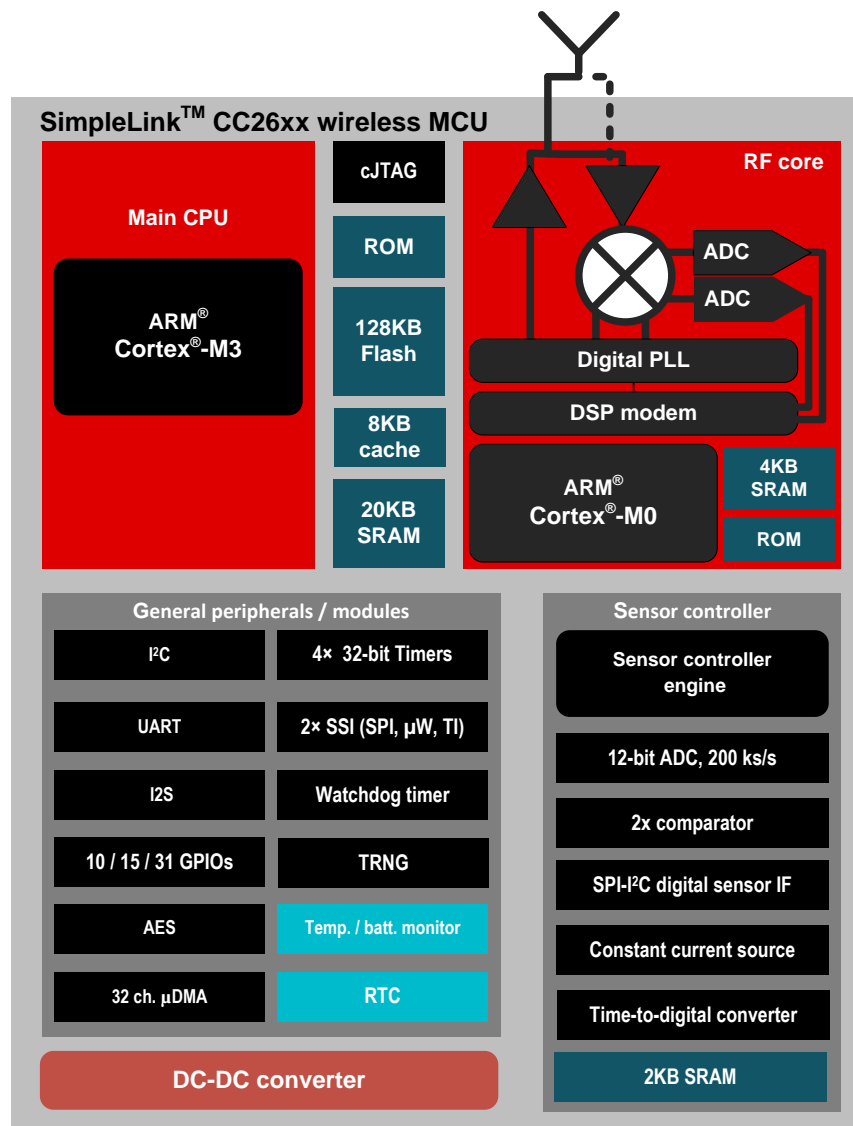 SimpleLink™ CC26xx wireless MCU
Main CPU
ARM®
Cortex®-M3
cJTAG
ROM
128KB
Flash
8KB
cache
20KB
SRAM
RF core
ADC
ADC
Digital PLL
DSP modem
ARM®
Cortex®-M0
4KB
SRAM
ROM
General peripherals / modules
I²C
4× 32-bit Timers
UART
2× SSI (SPI, µW, TI)
I2S
Watchdog timer
10 / 15 / 31 GPIOs
TRNG
AES
Temp. / batt. monitor
32 ch. µDMA
RTC
Sensor controller
Sensor controller
engine
12-bit ADC, 200 ks/s
2x comparator
SPI-I²C digital sensor IF
Constant current source
Time-to-digital converter
2KB SRAM
DC-DC converter